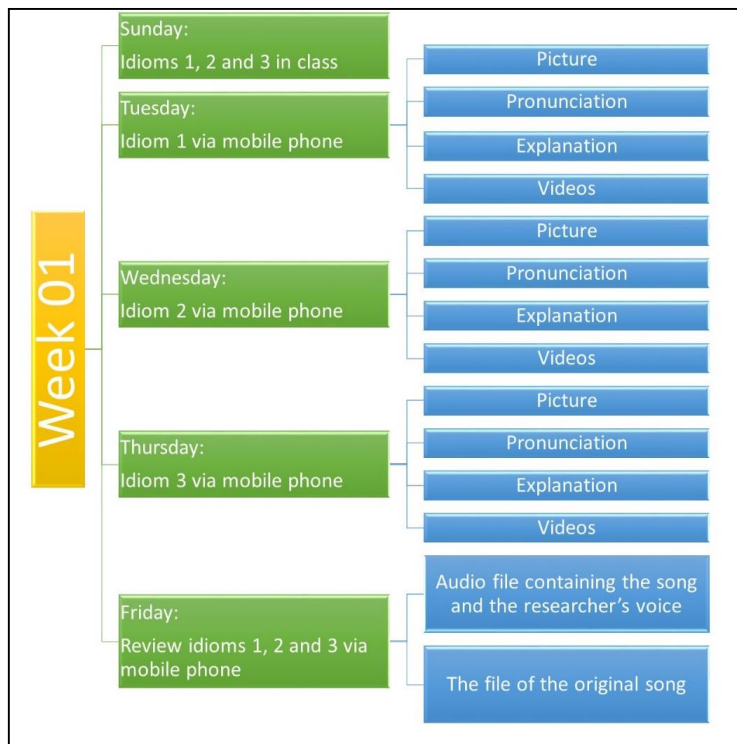 Week 01
Sunday:
Idioms 1, 2 and 3 in class
Tuesday:
Idiom 1 via mobile phone
Picture
Pronunciation
Explanation
Videos
Wednesday:
Idiom 2 via mobile phone
Picture
Pronunciation
Explanation
Videos
Thursday:
Idiom 3 via mobile phone
Picture
Pronunciation
Explanation
Videos
Friday:
Review idioms 1, 2 and 3 via
mobile phone
Audio file containing the song
and the researcher's voice
The file of the original song